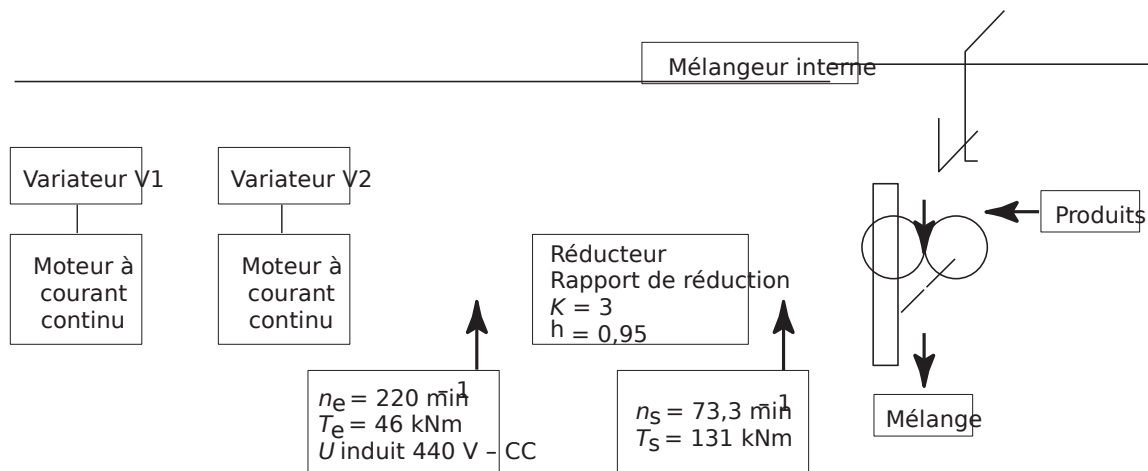 Mélangeur interne
Variateur V1
Variateur V2
Produits
Moteur à
courant
continu
Moteur à
courant
continu
Réducteur
Rapport de réduction
K = 3
h = 0,95
ne = 220 min–1
Te = 46 kNm
U induit 440 V – CC
ns = 73,3 min–1
Ts = 131 kNm
Mélange